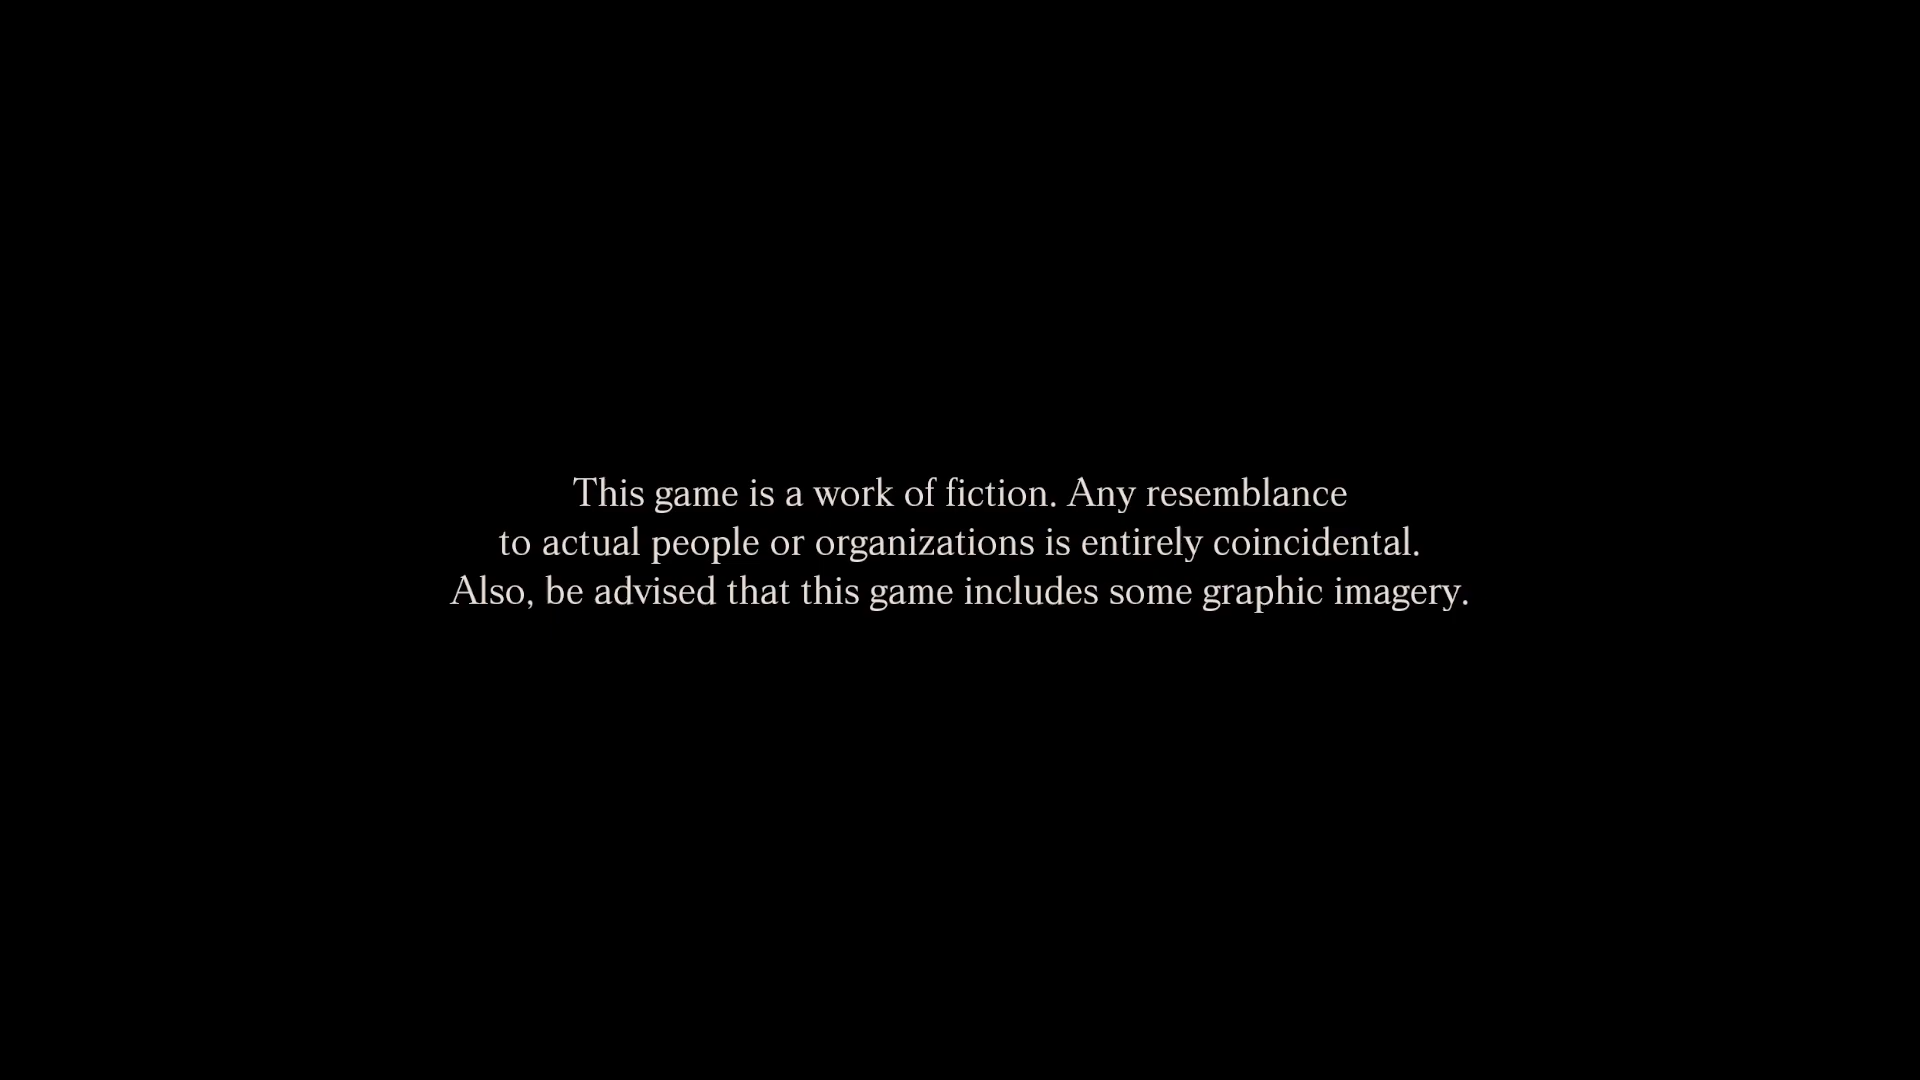 This game is a work of fiction. Any resemblance
to actual people or organizations is entirely coincidental.
Also, be advised that this game includes some graphic imagery.